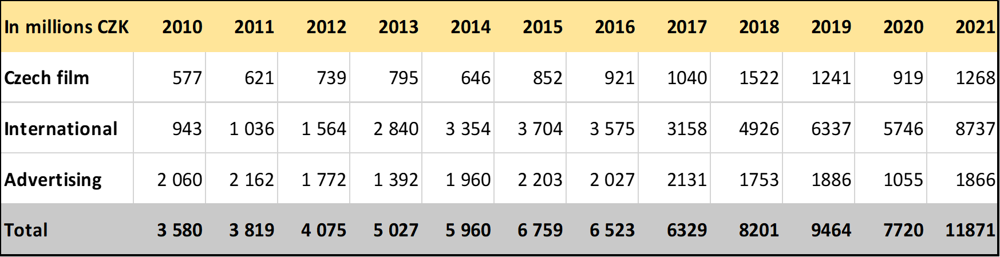 In millions CZK 2010 2011 2012 2013 2014 2015 2016 2017 2018 2019 2020 2021
Czech film 577 621 739 795 646 852 921 1040 1522 1241 919 1268
International 943 1 036 1 564 2 840 3 354 3 704 3 575 3158 4926 6337 5746 8737
Advertising 2 060 2 162 1 772 1 392 1 960 2 203 2 027 2131 1753 1886 1055 1866
Total 3 580 3 819 4 075 5 027 5 960 6 759 6 523 6329 8201 9464 7720 11871